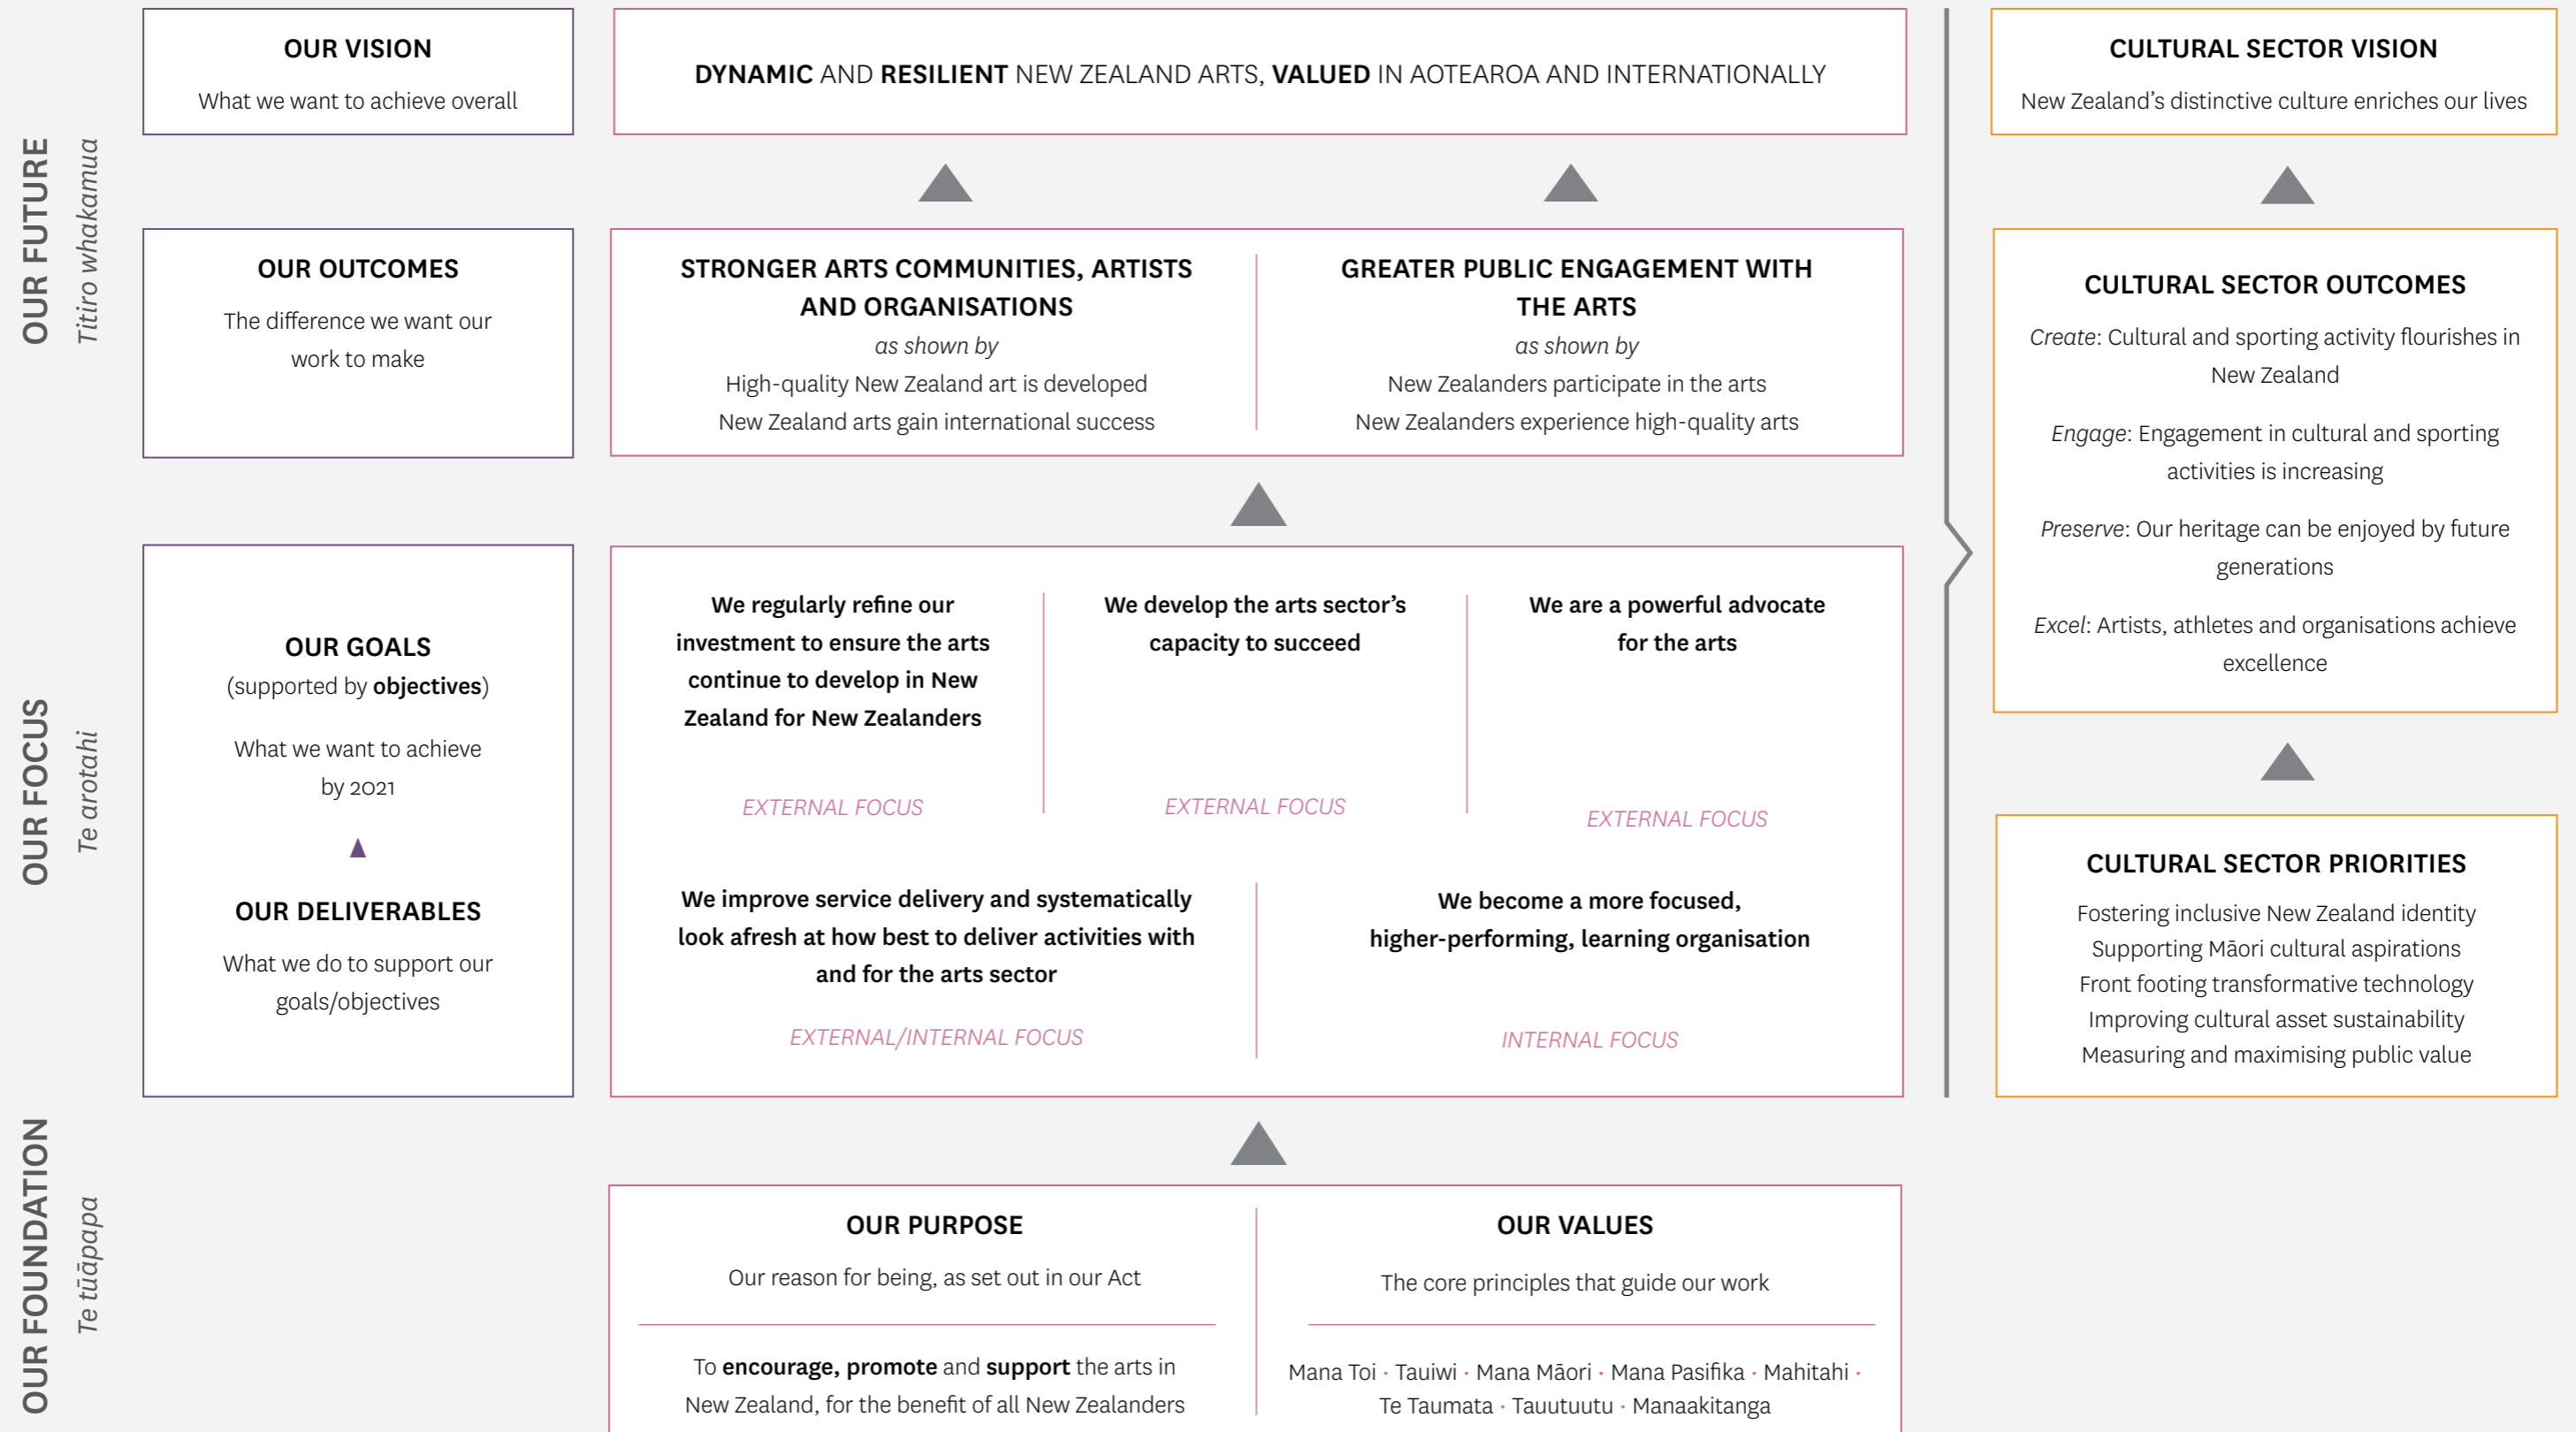 OUR FUTURE
Titiro whakamua
OUR VISION
What we want to achieve overall
DYNAMIC AND RESILIENT NEW ZEALAND ARTS, VALUED IN AOTEAROA AND INTERNATIONALLY
OUR OUTCOMES
The difference we want our
work to make
STRONGER ARTS COMMUNITIES, ARTISTS
AND ORGANISATIONS
as shown by
High-quality New Zealand art is developed
New Zealand arts gain international success
GREATER PUBLIC ENGAGEMENT WITH
THE ARTS
as shown by
New Zealanders participate in the arts
New Zealanders experience high-quality arts
OUR FOCUS
Te arotahi
OUR GOALS
(supported by objectives)
What we want to achieve
by 2021
OUR DELIVERABLES
What we do to support our
goals/objectives
We regularly refine our
investment to ensure the arts
continue to develop in New
Zealand for New Zealanders
EXTERNAL FOCUS
We develop the arts sector’s
capacity to succeed
EXTERNAL FOCUS
We are a powerful advocate
for the arts
EXTERNAL FOCUS
We improve service delivery and systematically
look afresh at how best to deliver activities with
and for the arts sector
EXTERNAL/INTERNAL FOCUS
We become a more focused,
higher-performing, learning organisation
INTERNAL FOCUS
OUR FOUNDATION
Te tūāpapa
OUR PURPOSE
Our reason for being, as set out in our Act
To encourage, promote and support the arts in
New Zealand, for the benefit of all New Zealanders
OUR VALUES
The core principles that guide our work
Mana Toi · Tauiwi · Mana Māori · Mana Pasifika · Mahitahi ·
Te Taumata · Tauutuutu · Manaakitanga
CULTURAL SECTOR VISION
New Zealand’s distinctive culture enriches our lives
CULTURAL SECTOR OUTCOMES
Create: Cultural and sporting activity flourishes in
New Zealand
Engage: Engagement in cultural and sporting
activities is increasing
Preserve: Our heritage can be enjoyed by future
generations
Excel: Artists, athletes and organisations achieve
excellence
CULTURAL SECTOR PRIORITIES
Fostering inclusive New Zealand identity
Supporting Māori cultural aspirations
Front footing transformative technology
Improving cultural asset sustainability
Measuring and maximising public value